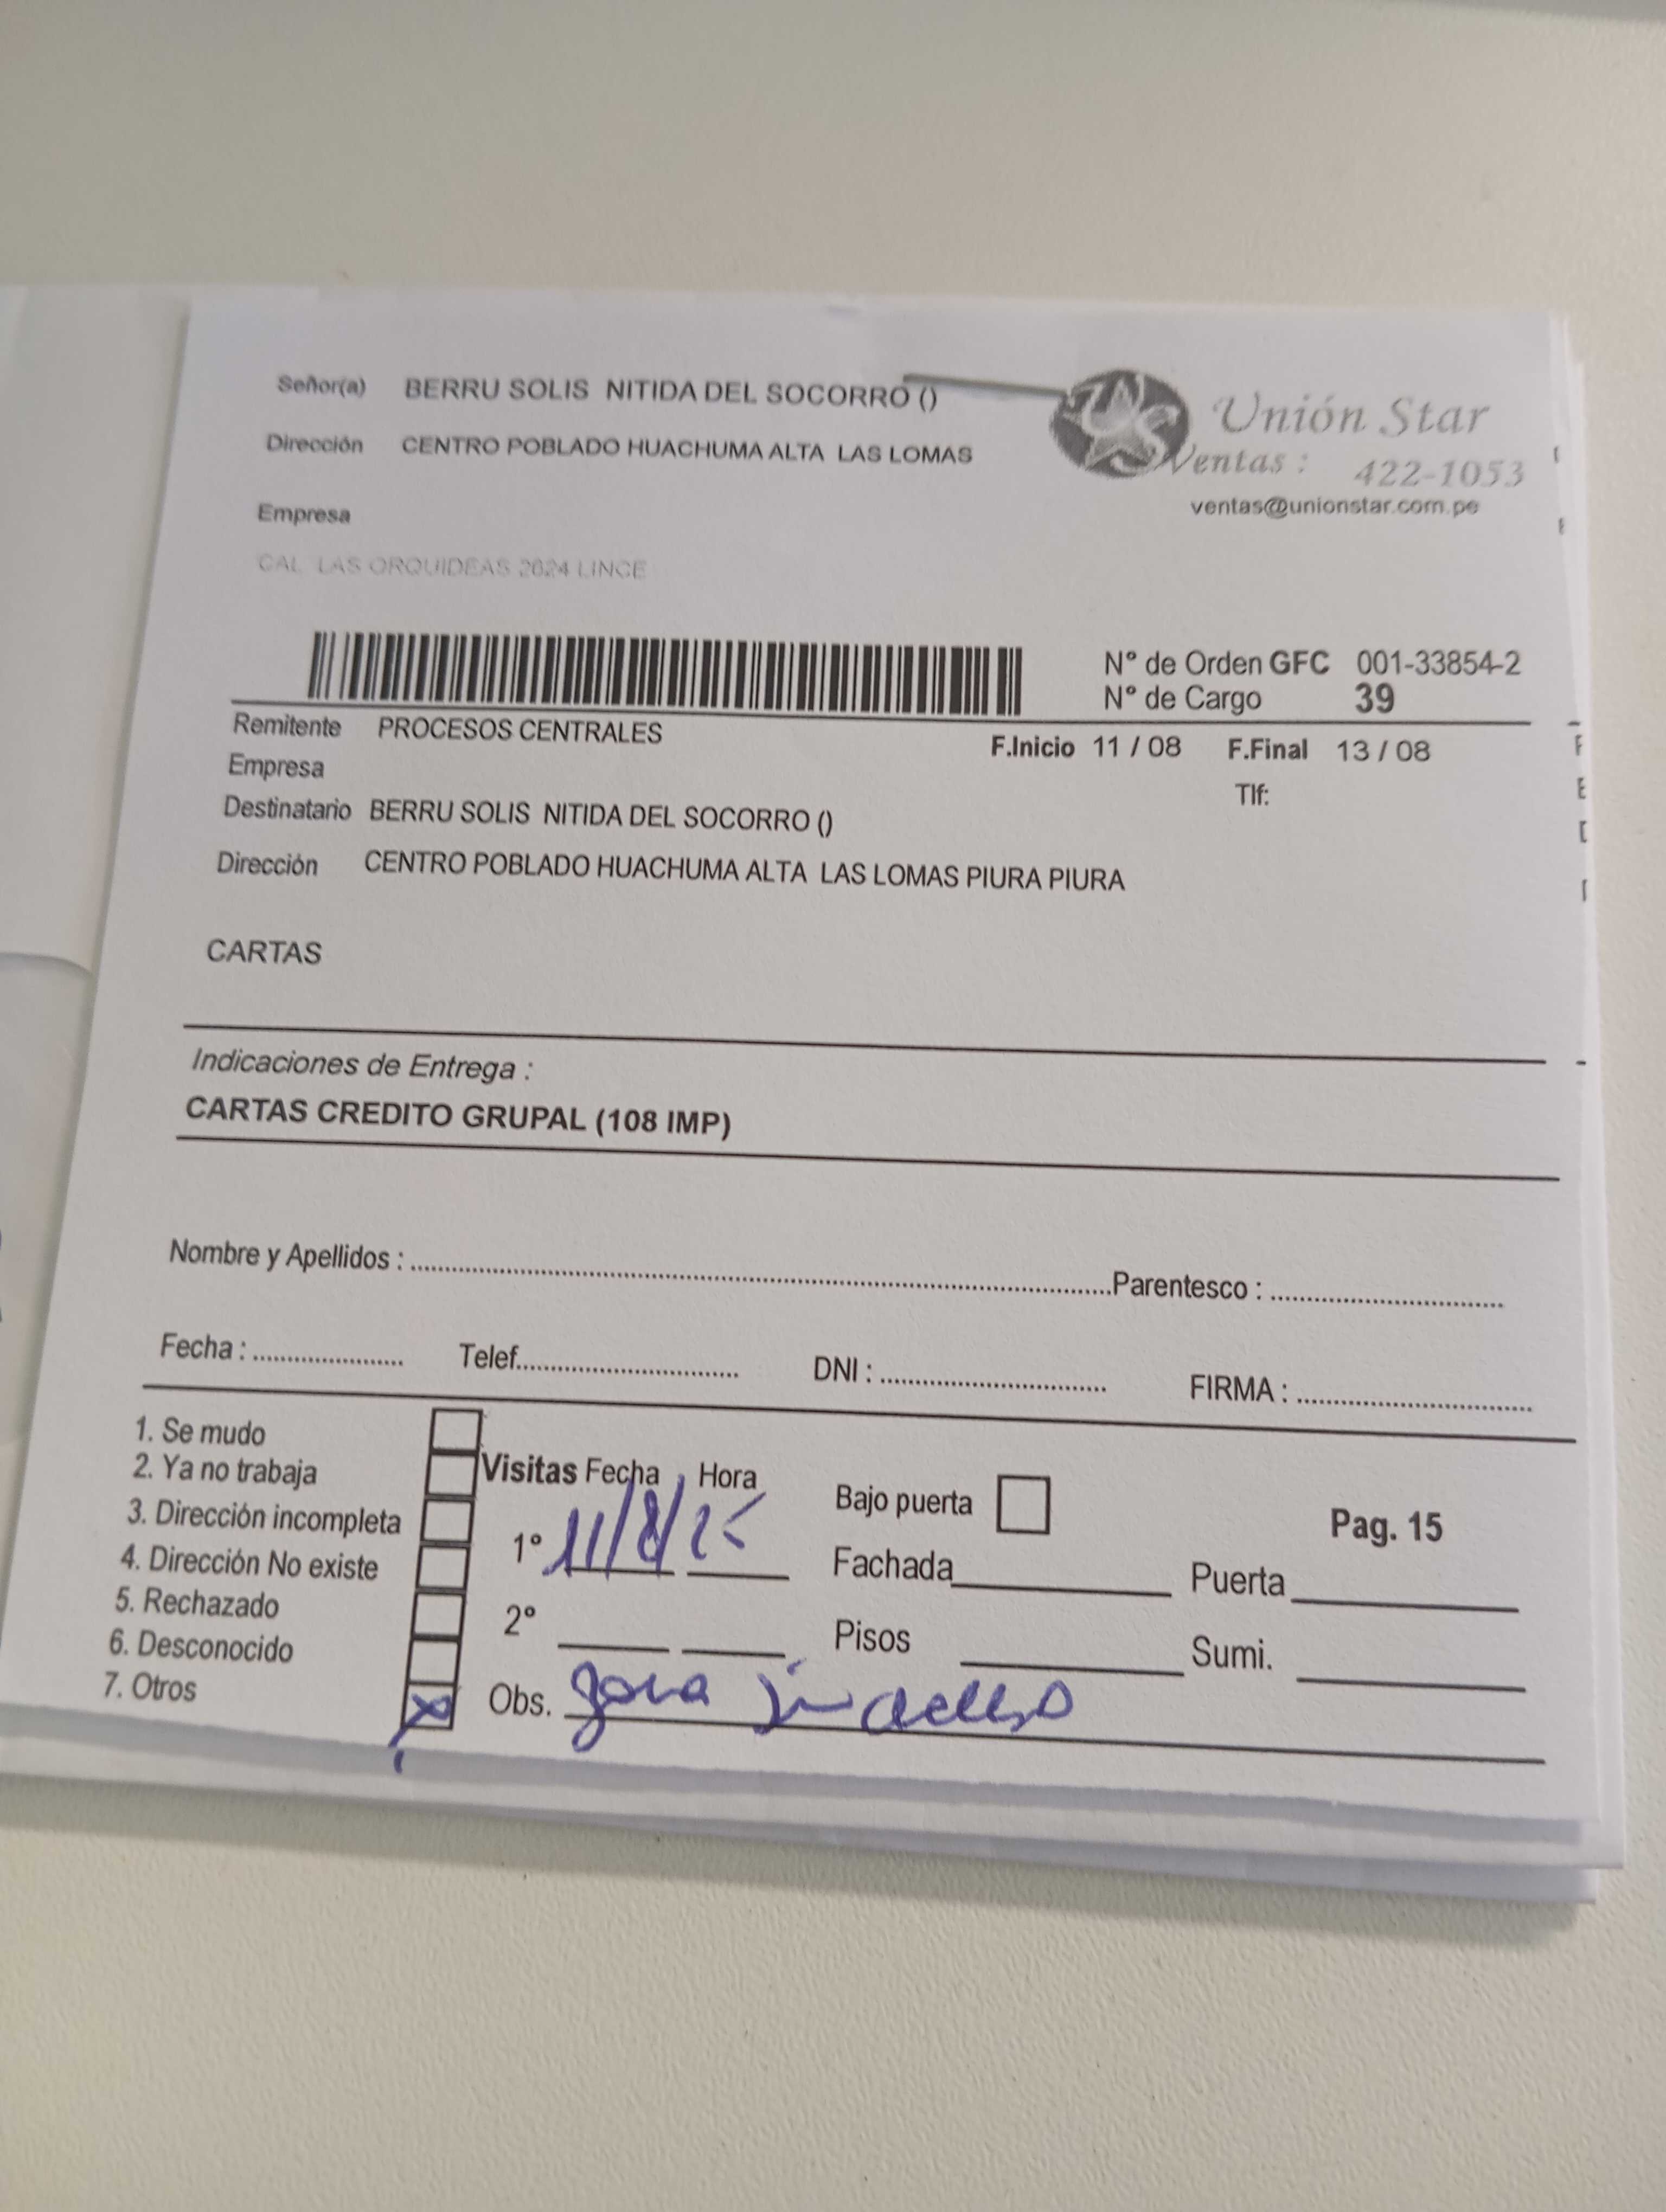 Señor(a) BERRU SOLIS NITIDA DEL SOCORRO ()
Dirección CENTRO POBLADO HUACHUMA ALTA LAS LOMAS
Unión Star
Ventas : 422-1053
ventas@unionstar.com.pe
Empresa
CAL LAS ORQUIDEAS 2624 LINCE
N° de Orden GFC 001-33854-2
N° de Cargo 39
Remitente PROCESOS CENTRALES
F.Inicio 11 / 08 F.Final 13 / 08
Empresa
Tlf:
Destinatario BERRU SOLIS NITIDA DEL SOCORRO ()
Dirección CENTRO POBLADO HUACHUMA ALTA LAS LOMAS PIURA PIURA
CARTAS
Indicaciones de Entrega :
CARTAS CREDITO GRUPAL (108 IMP)
Nombre y Apellidos : Parentesco :
Fecha : Telef. DNI : FIRMA :
1. Se mudo
2. Ya no trabaja
3. Dirección incompleta
4. Dirección No existe
5. Rechazado
6. Desconocido
7. Otros
Visitas Fecha Hora
1° 11/8/25
2°
Obs. zona sin acceso
Bajo puerta
Fachada
Pisos
Pag. 15
Puerta
Sumi.